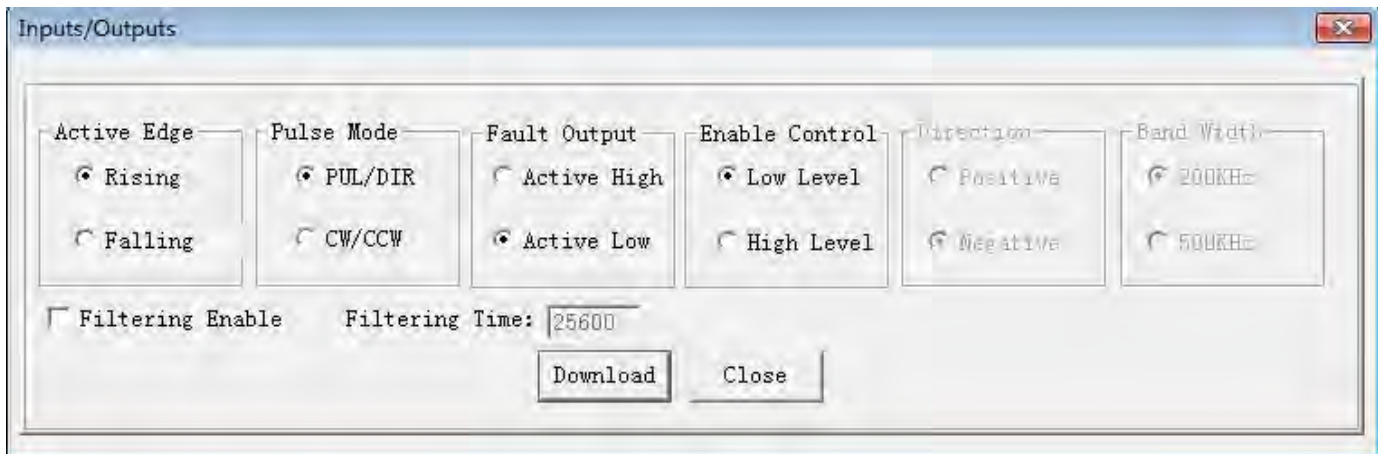 Inputs/Outputs
Active Edge
Rising
Falling
Pulse Mode
PUL/DIR
CW/CCW
Fault Output
Active High
Active Low
Enable Control
Low Level
High Level
Direction
Positive
Negative
Band Width
200KHz
500KHz
Filtering Enable
Filtering Time: 25600
Download
Close